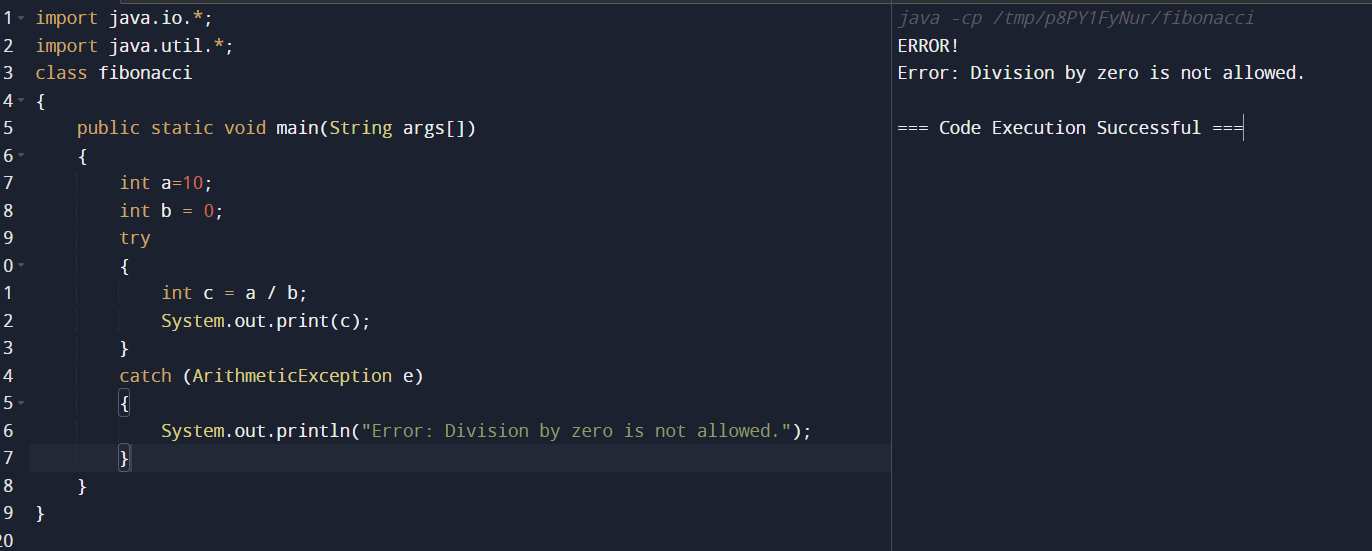 1 import java.io.*;
2 import java.util.*;
3 class fibonacci
4 {
5 public static void main(String args[])
6 {
7 int a=10;
8 int b = 0;
9 try
0 {
1 int c = a / b;
2 System.out.print(c);
3 }
4 catch (ArithmeticException e)
5 {
6 System.out.println("Error: Division by zero is not allowed.");
7 }
8 }
9 }
20
java -cp /tmp/p8PY1FyNur/fibonacci
ERROR!
Error: Division by zero is not allowed.
=== Code Execution Successful ===